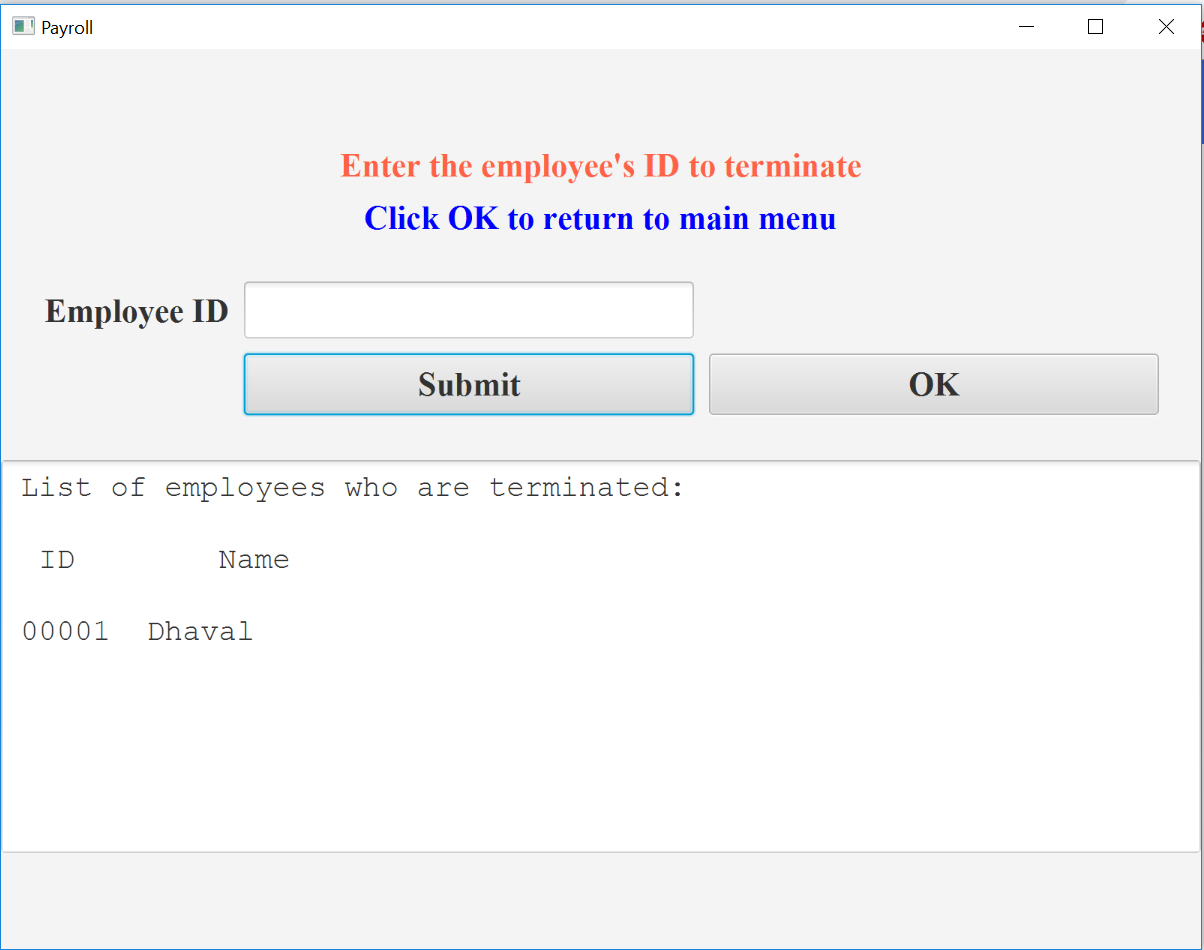 Payroll
Enter the employee's ID to terminate
Click OK to return to main menu
Employee ID
Submit OK
List of employees who are terminated:
ID Name
00001 Dhaval